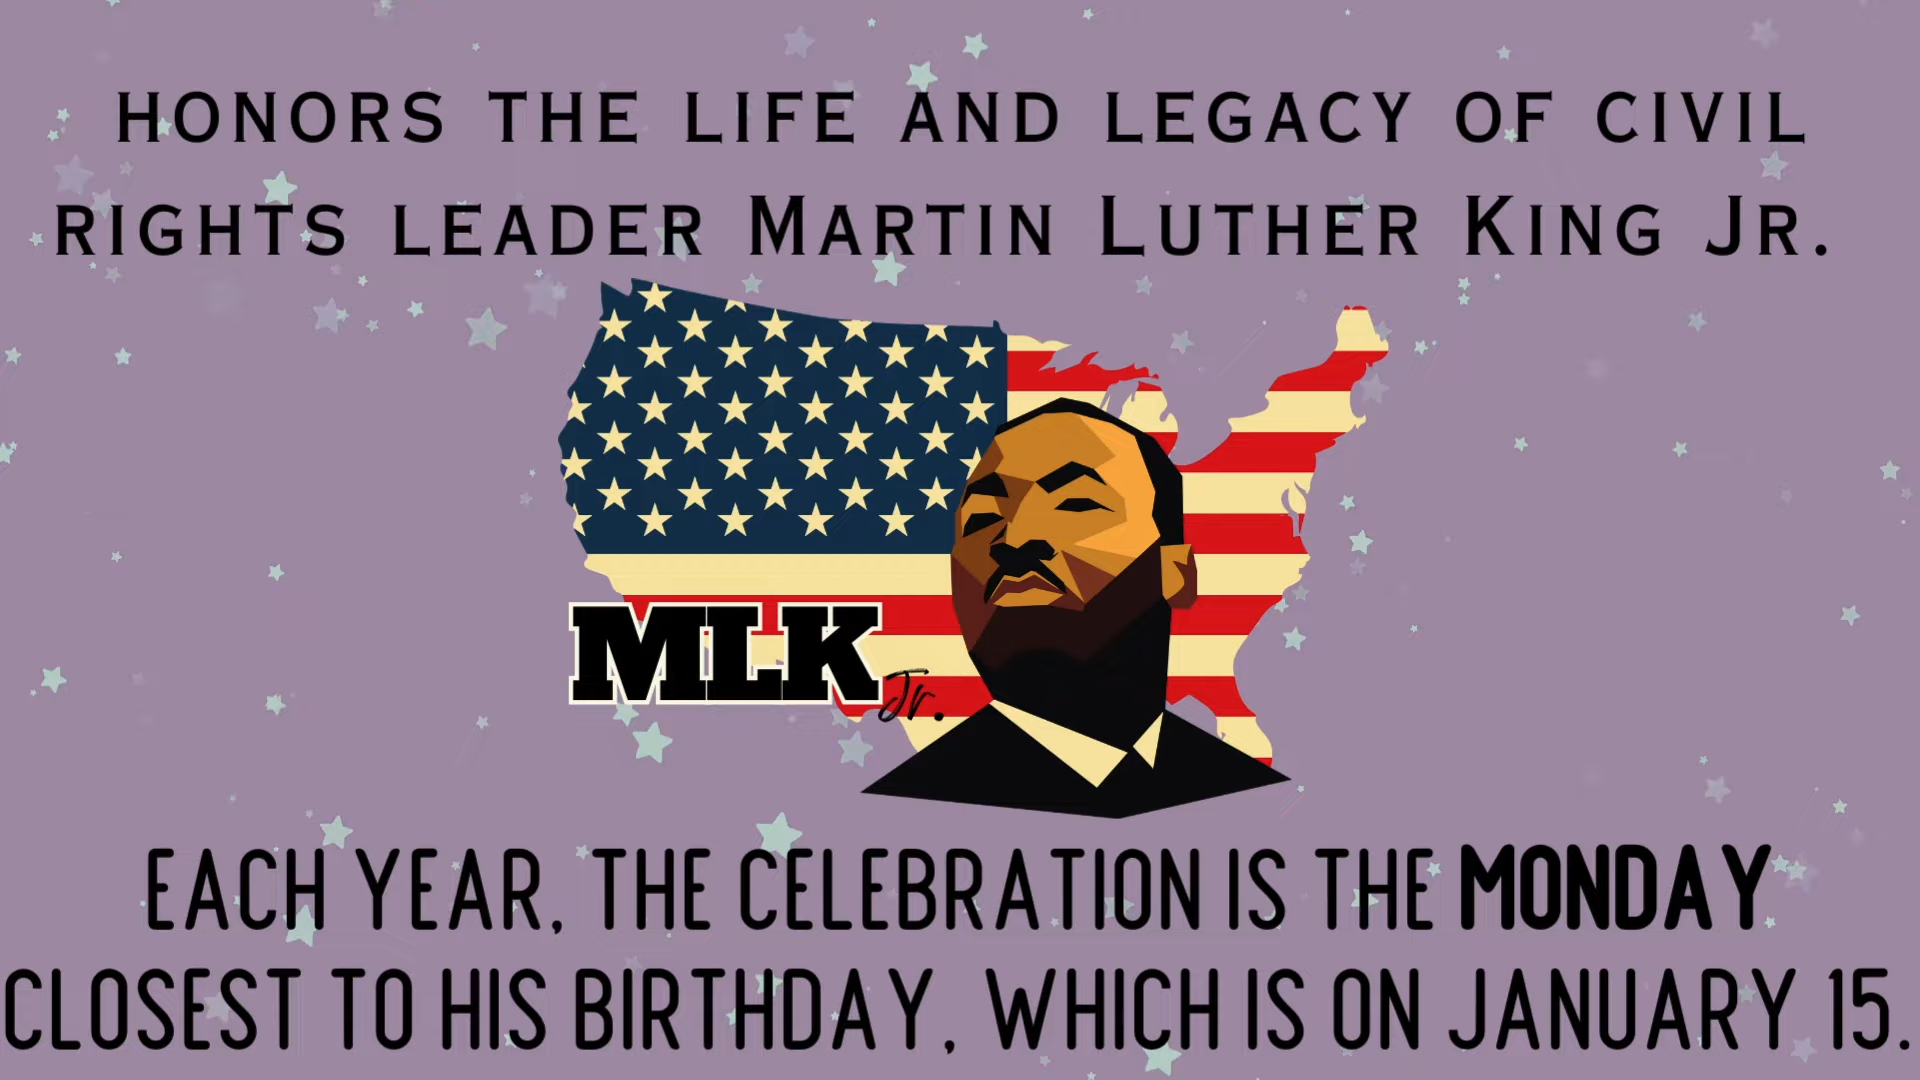 HONORS THE LIFE AND LEGACY OF CIVIL
RIGHTS LEADER MARTIN LUTHER KING JR.
MLK
Jr.
EACH YEAR, THE CELEBRATION IS THE MONDAY
CLOSEST TO HIS BIRTHDAY, WHICH IS ON JANUARY 15.